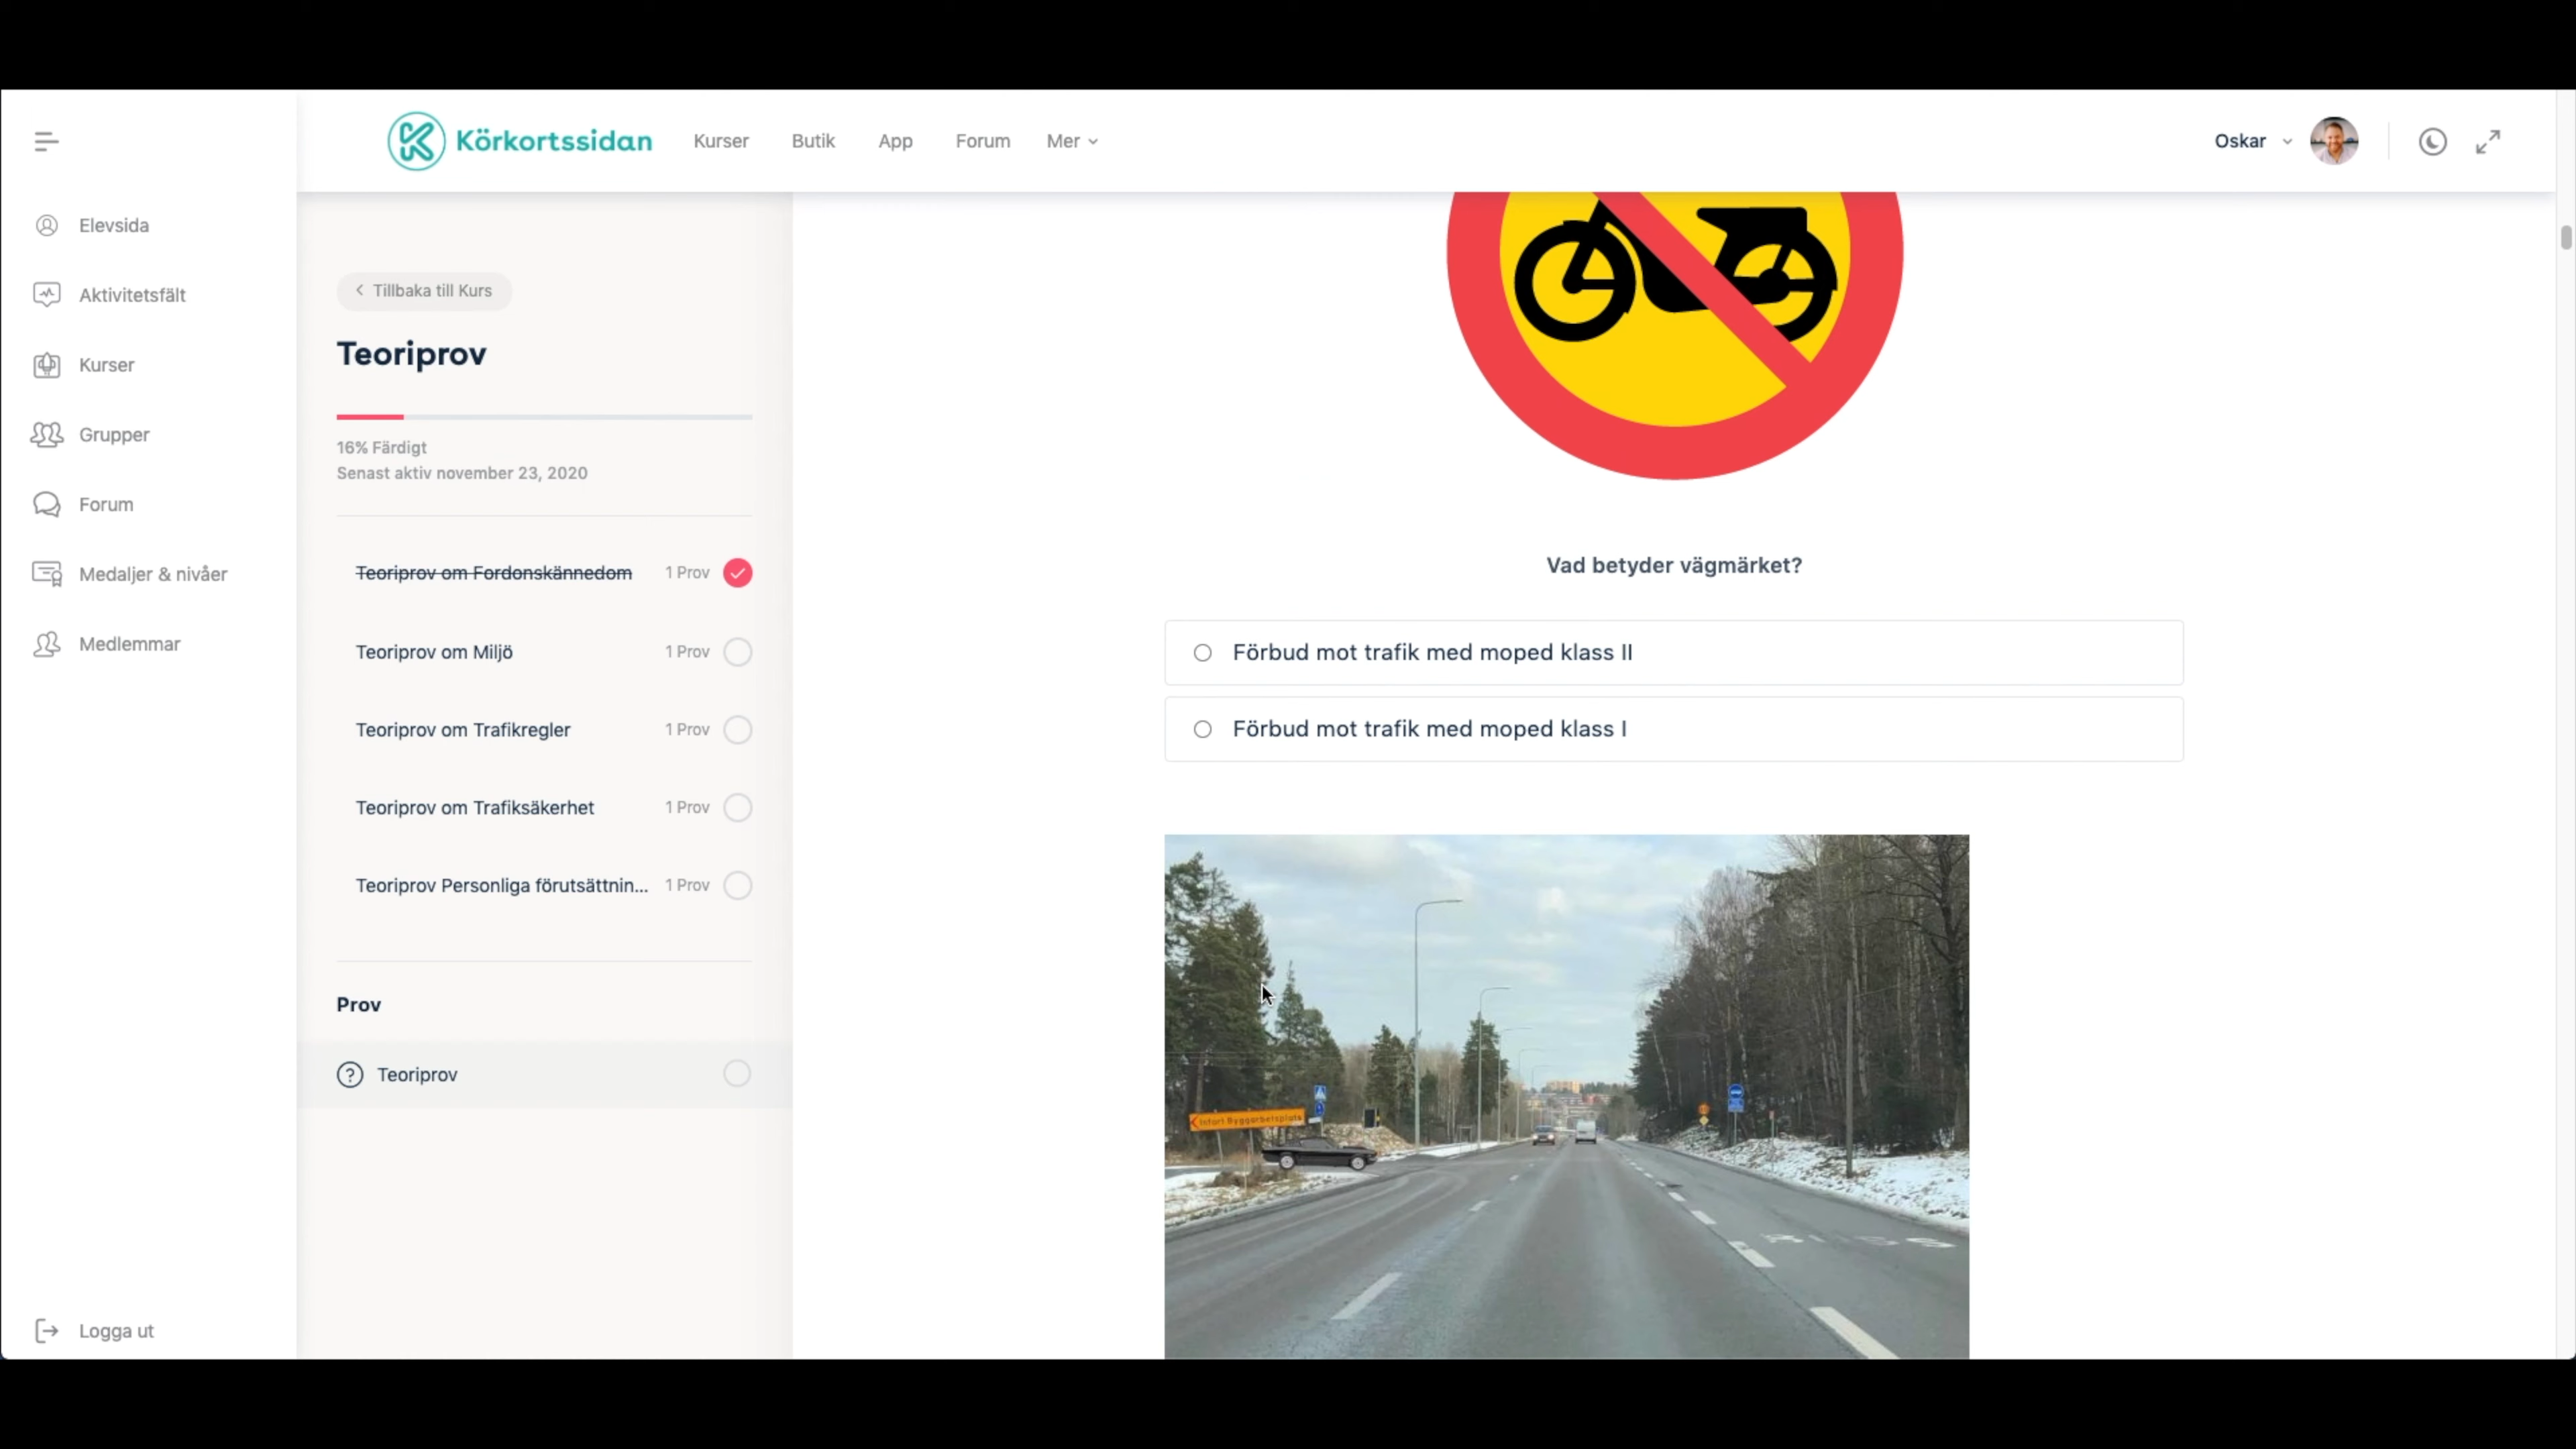 Körkortssidan
Kurser
Butik
App
Forum
Mer
Oskar
Elevsida
Aktivitetsfält
Kurser
Grupper
Forum
Medaljer & nivåer
Medlemmar
Logga ut
Tillbaka till Kurs
Teoriprov
16% Färdigt
Senast aktiv november 23, 2020
Teoriprov om Fordonskännedom 1 Prov
Teoriprov om Miljö 1 Prov
Teoriprov om Trafikregler 1 Prov
Teoriprov om Trafiksäkerhet 1 Prov
Teoriprov Personliga förutsättnin... 1 Prov
Prov
Teoriprov
Vad betyder vägmärket?
Förbud mot trafik med moped klass II
Förbud mot trafik med moped klass I
Infart Byggarbetsplats